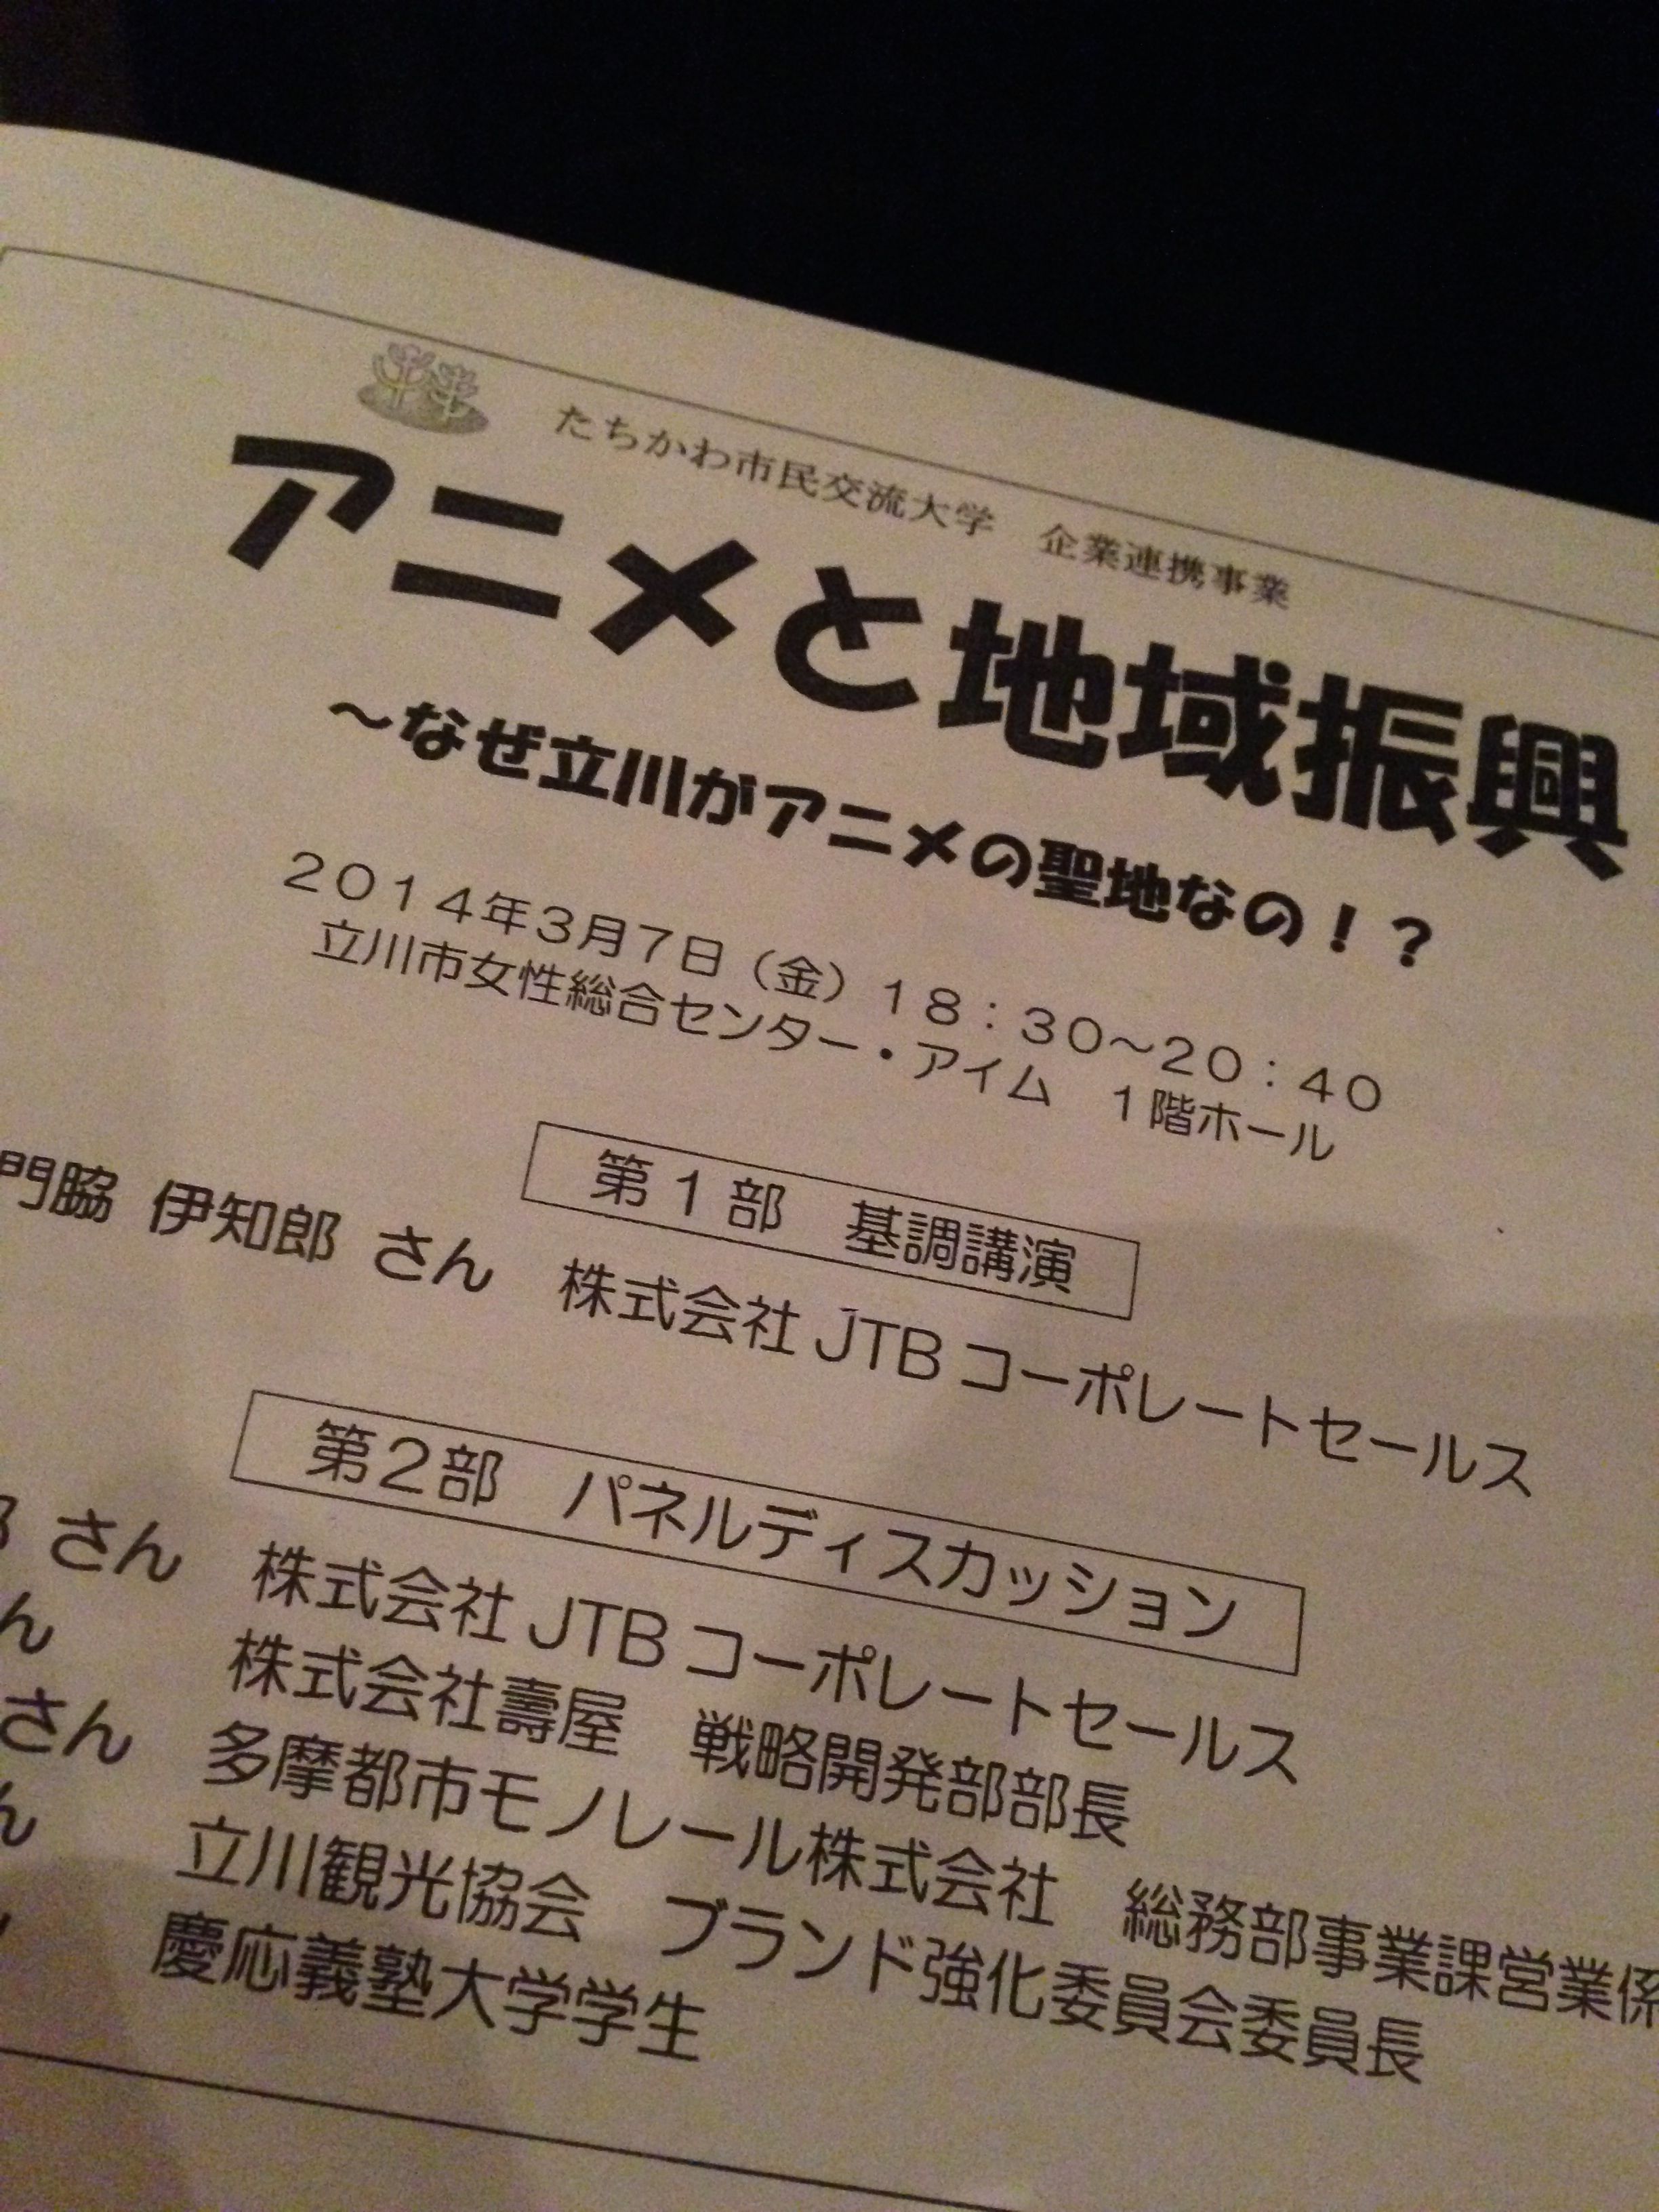 たちかわ市民交流大学　企業連携事業
アニメと地域振興
～なぜ立川がアニメの聖地なの！？
２０１４年３月７日（金）１８：３０～２０：４０
立川市女性総合センター・アイム　１階ホール
第１部　基調講演
門脇 伊知郎 さん　株式会社 JTB コーポレートセールス
第２部　パネルディスカッション
さん　株式会社 JTB コーポレートセールス
ん　株式会社壽屋　戦略開発部部長
さん　多摩都市モノレール株式会社　総務部事業課営業係
ん　立川観光協会　ブランド強化委員会委員長
慶応義塾大学学生